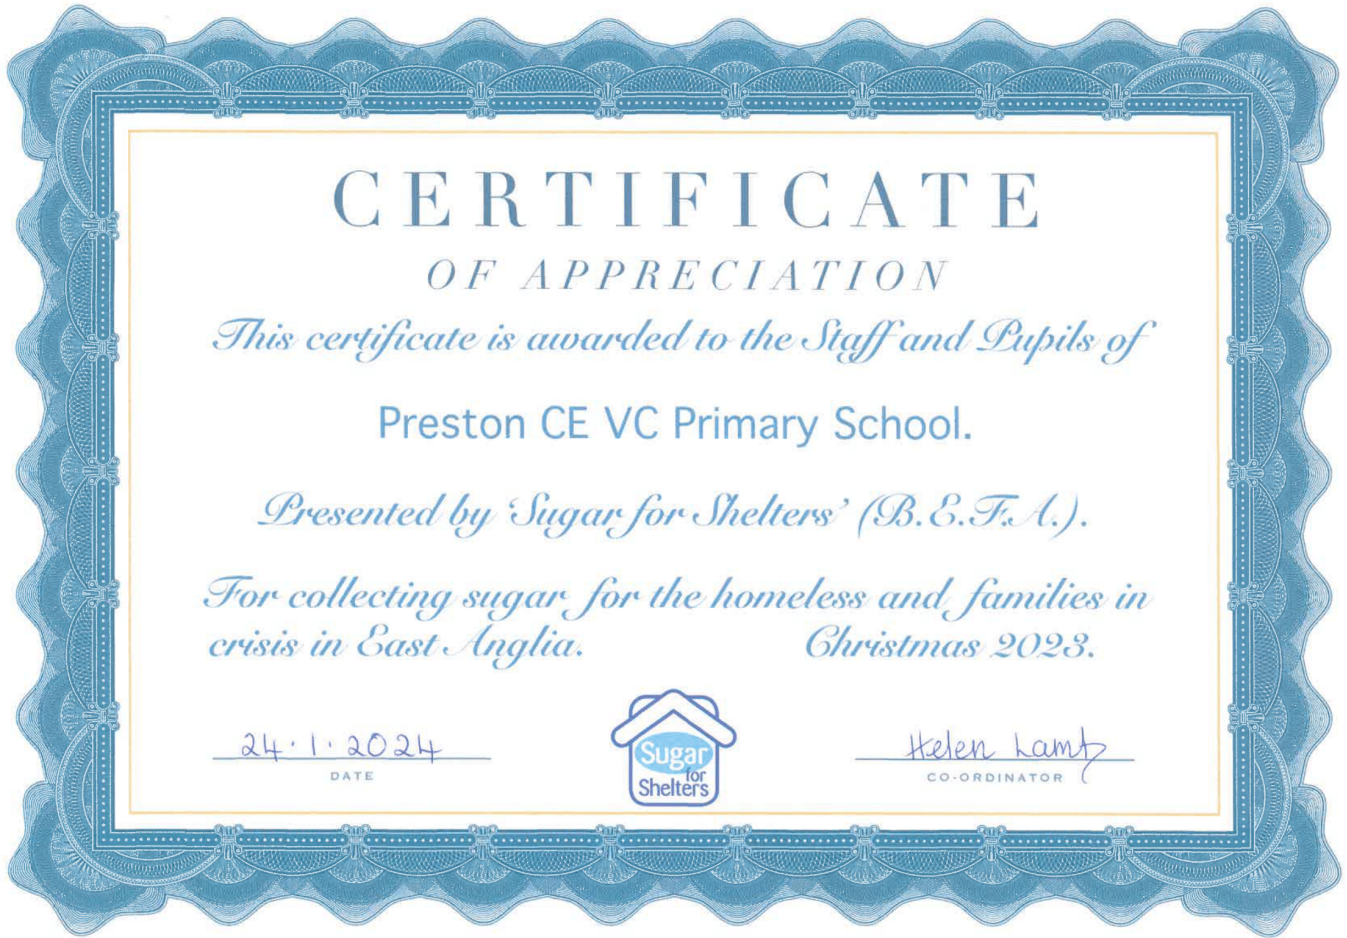 CERTIFICATE
OF APPRECIATION
This certificate is awarded to the Staff and Pupils of
Preston CE VC Primary School.
Presented by 'Sugar for Shelters' (B.E.F.A.).
For collecting sugar for the homeless and families in
crisis in East Anglia. Christmas 2023.
24.1.2024
DATE
Sugar
for
Shelters
Helen Lamb
CO-ORDINATOR